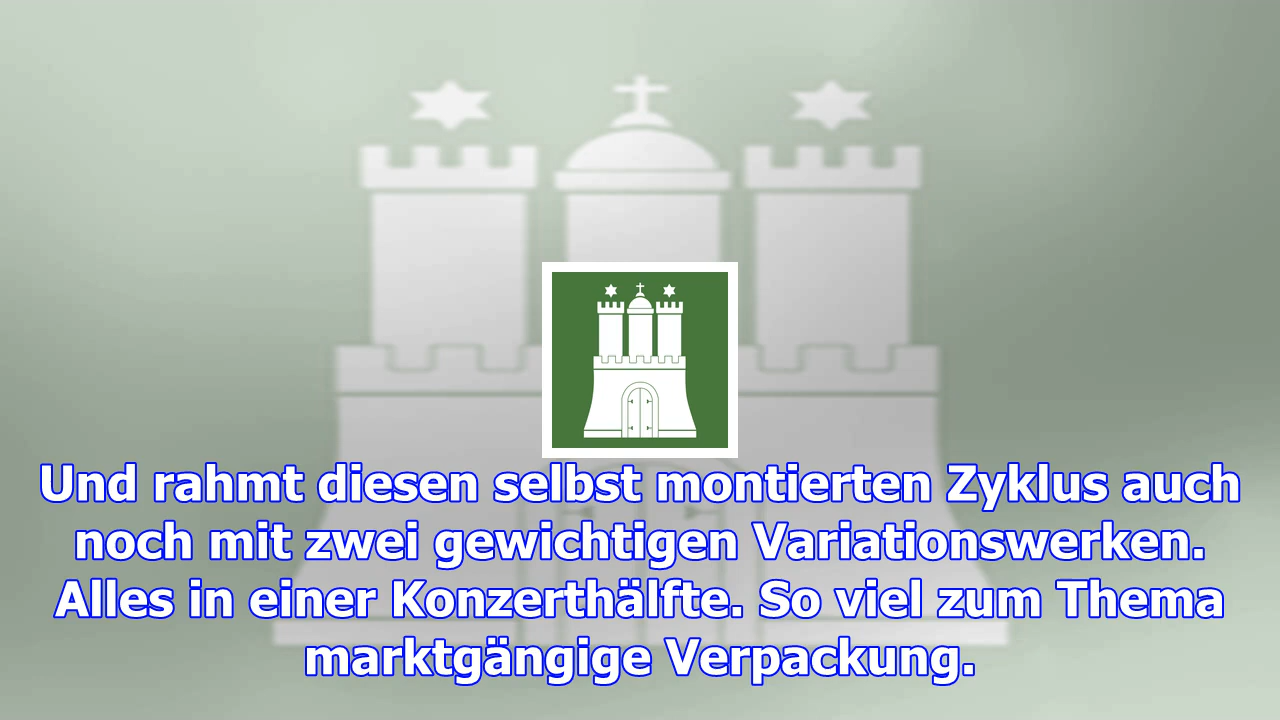 Und rahmt diesen selbst montierten Zyklus auch
noch mit zwei gewichtigen Variationswerken.
Alles in einer Konzerthälfte. So viel zum Thema
marktgängige Verpackung.